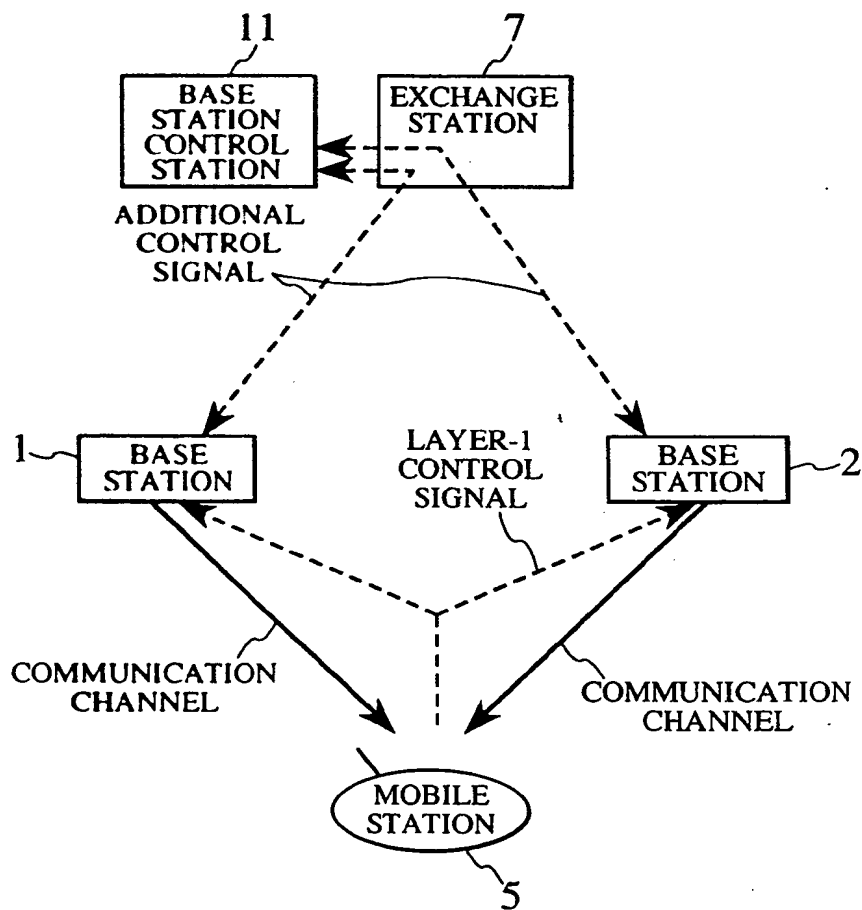 11
7
BASE
STATION
CONTROL
STATION
EXCHANGE
STATION
ADDITIONAL
CONTROL
SIGNAL
1
BASE
STATION
LAYER-1
CONTROL
SIGNAL
BASE
STATION
2
COMMUNICATION
CHANNEL
COMMUNICATION
CHANNEL
MOBILE
STATION
5